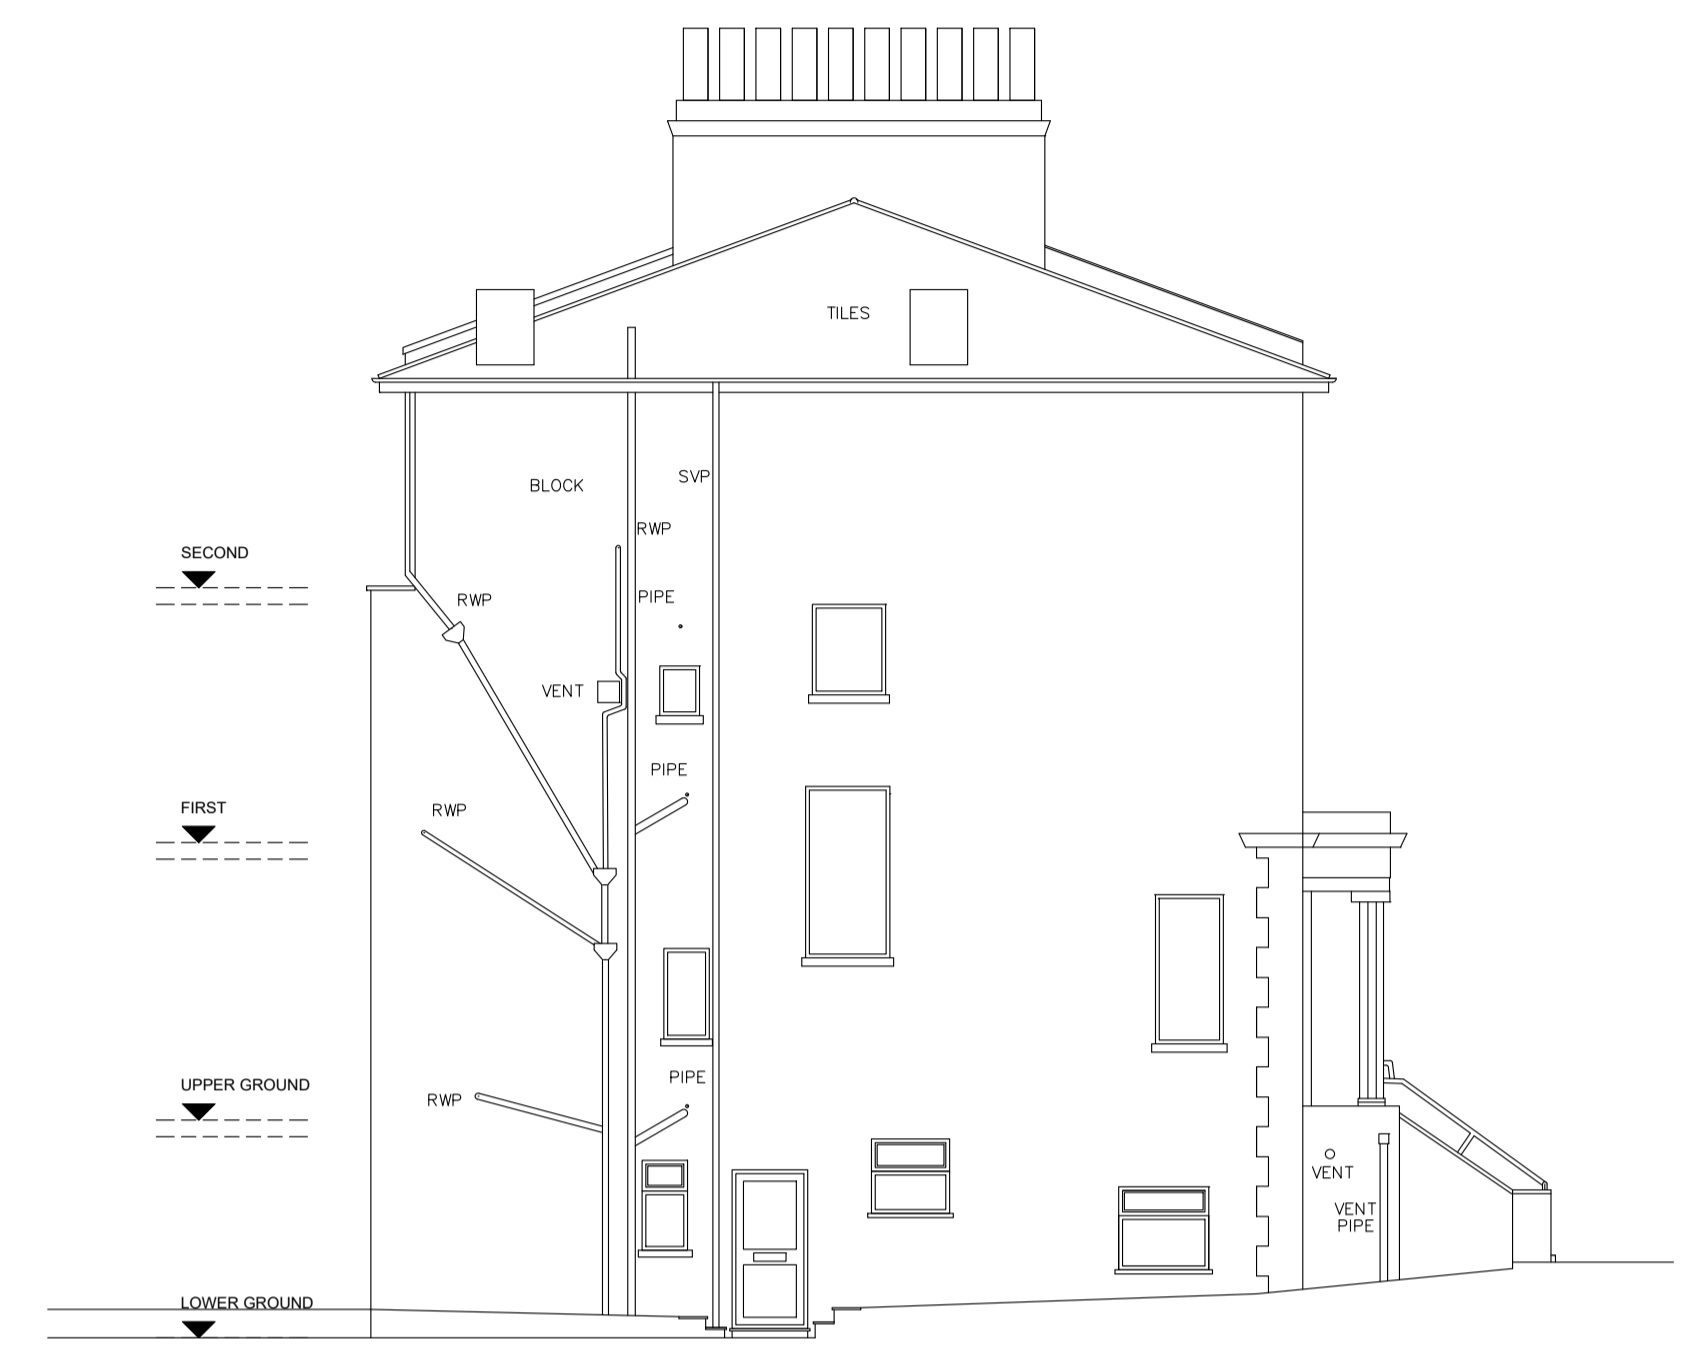 TILES
SVP
BLOCK
RWP
SECOND
PIPE
RWP
VENT
PIPE
FIRST
RWP
PIPE
UPPER GROUND
RWP
VENT
VENT
PIPE
LOWER GROUND